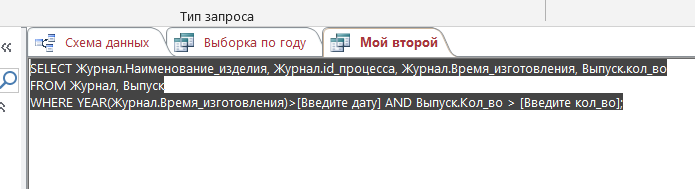 Тип запроса
Схема данных Выборка по году Мой второй
SELECT Журнал.Наименование_изделия, Журнал.id_процесса, Журнал.Время_изготовления, Выпуск.кол_во
FROM Журнал, Выпуск
WHERE YEAR(Журнал.Время_изготовления)>[Введите дату] AND Выпуск.Кол_во > [Введите кол_во];